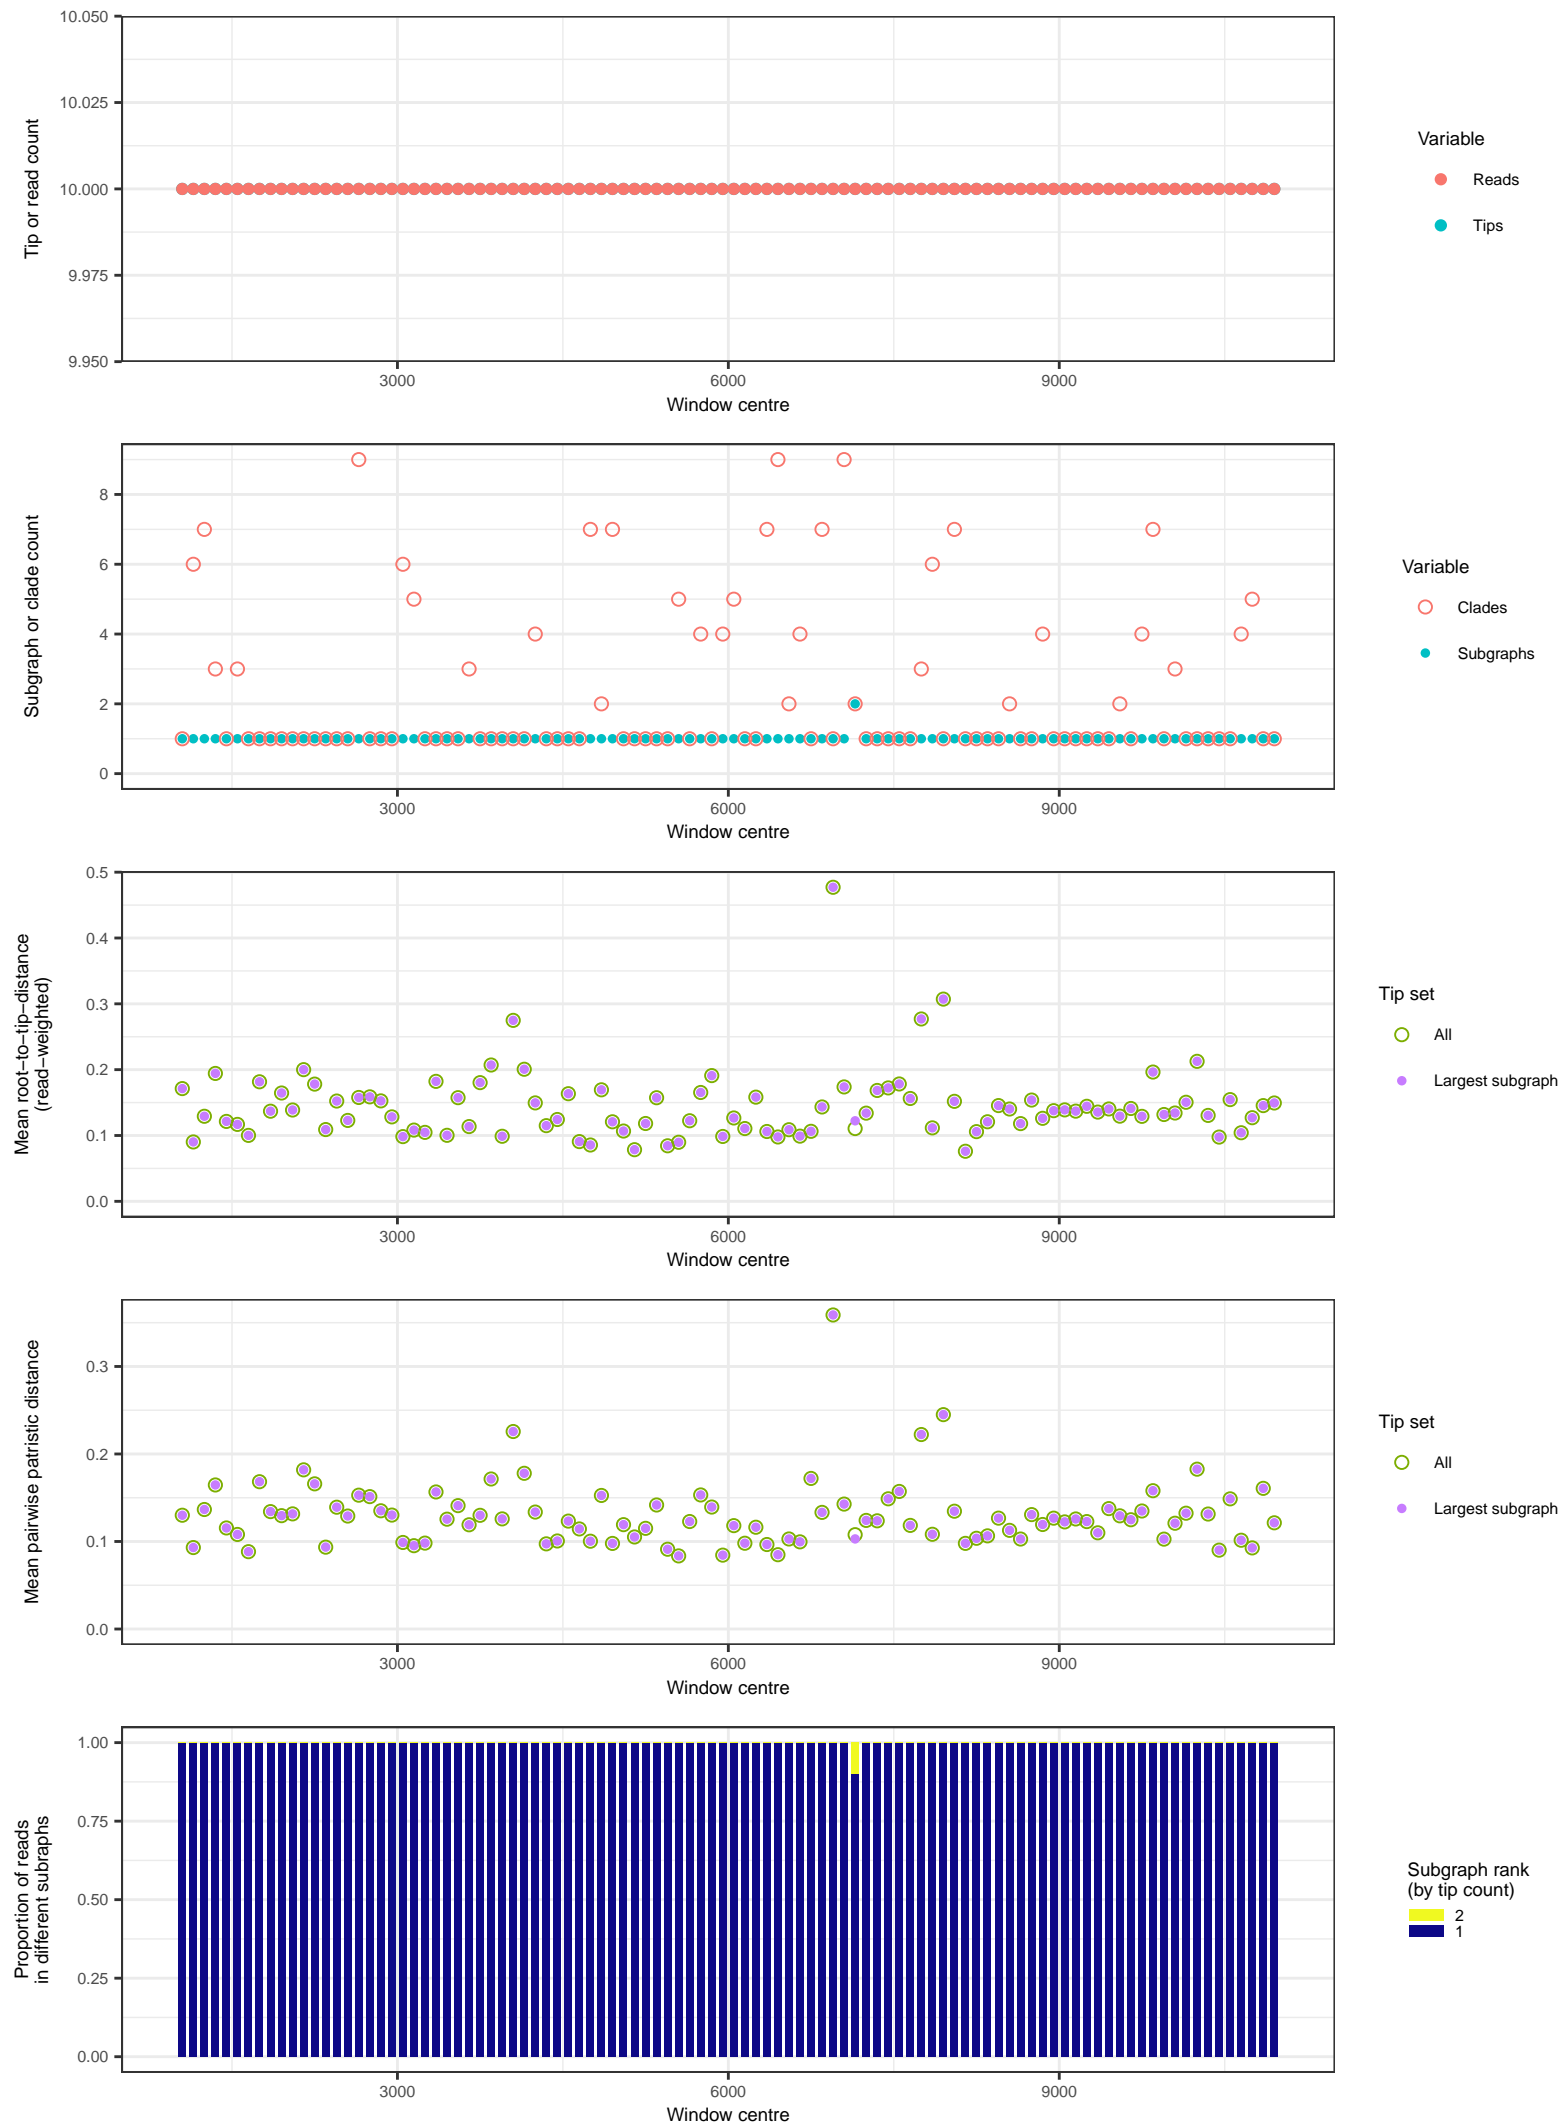 10.050
10.025
10.000
9.975
9.950
Tip or read count
3000 6000 9000
Window centre
Variable
Reads
Tips
8
6
4
2
0
Subgraph or clade count
3000 6000 9000
Window centre
Variable
Clades
Subgraphs
0.5
0.4
0.3
0.2
0.1
0.0
Mean root−to−tip−distance
(read−weighted)
3000 6000 9000
Window centre
Tip set
All
Largest subgraph
0.3
0.2
0.1
0.0
Mean pairwise patristic distance
3000 6000 9000
Window centre
Tip set
All
Largest subgraph
1.00
0.75
0.50
0.25
0.00
Proportion of reads
in different subraphs
3000 6000 9000
Window centre
Subgraph rank
(by tip count)
2
1